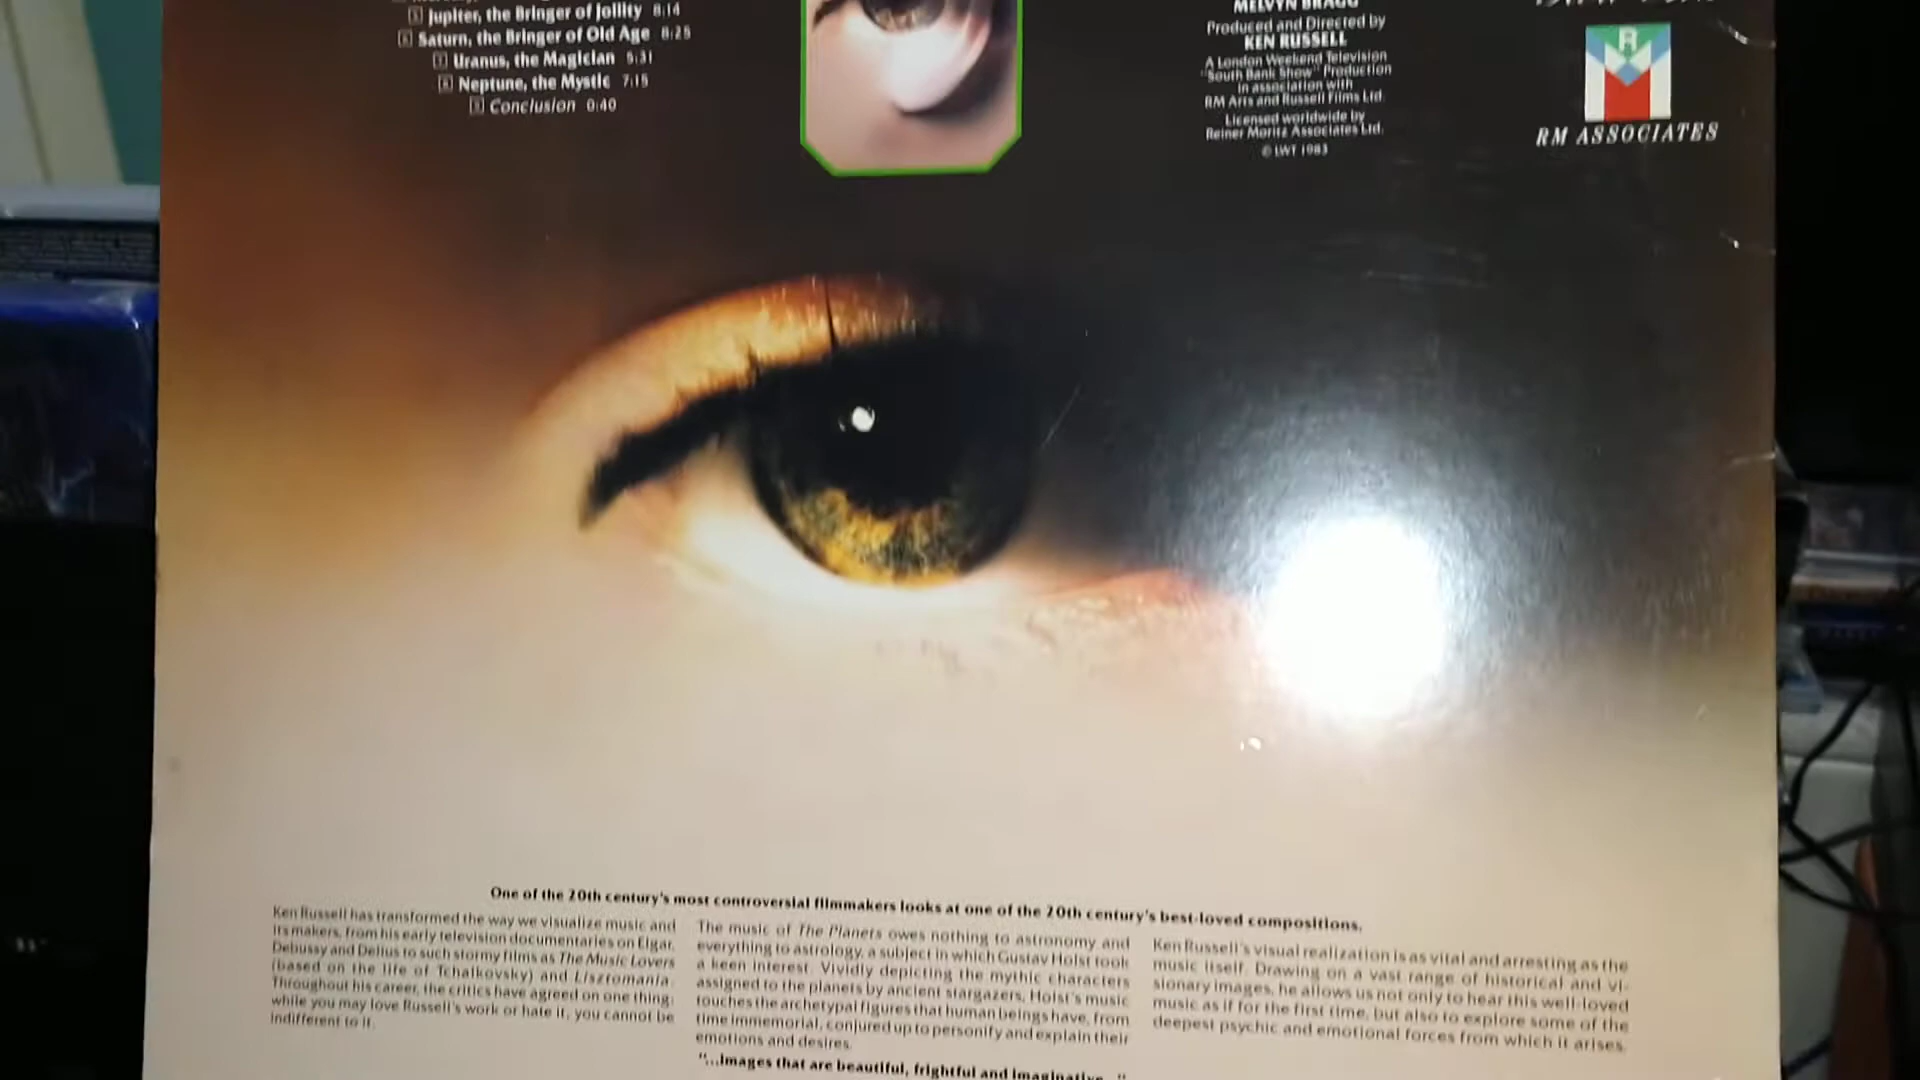 5 Jupiter, the Bringer of Jollity 8:14
6 Saturn, the Bringer of Old Age 8:25
7 Uranus, the Magician 5:31
8 Neptune, the Mystic 7:15
9 Conclusion 0:40
MELVYN BRAGG
Produced and Directed by
KEN RUSSELL
A London Weekend Television
"South Bank Show" Production
in association with
RM Arts and Russell Films Ltd.
Licensed worldwide by
Reiner Moritz Associates Ltd.
© LWT 1983
R
M
RM ASSOCIATES
One of the 20th century's most controversial filmmakers looks at one of the 20th century's best-loved compositions.
Ken Russell has transformed the way we visualize music and
its makers, from his early television documentaries on Elgar,
Debussy and Delius to such stormy films as The Music Lovers
(based on the life of Tchaikovsky) and Lisztomania.
Throughout his career, the critics have agreed on one thing:
while you may love Russell's work or hate it, you cannot be
indifferent to it.
The music of The Planets owes nothing to astronomy and
everything to astrology, a subject in which Gustav Holst took
a keen interest. Vividly depicting the mythic characters
assigned to the planets by ancient stargazers, Holst's music
touches the archetypal figures that human beings have, from
time immemorial, conjured up to personify and explain their
emotions and desires.
"...Images that are beautiful, frightful and imaginative..."
Ken Russell's visual realization is as vital and arresting as the
music itself. Drawing on a vast range of historical and vi-
sionary images, he allows us not only to hear this well-loved
music as if for the first time, but also to explore some of the
deepest psychic and emotional forces from which it arises.